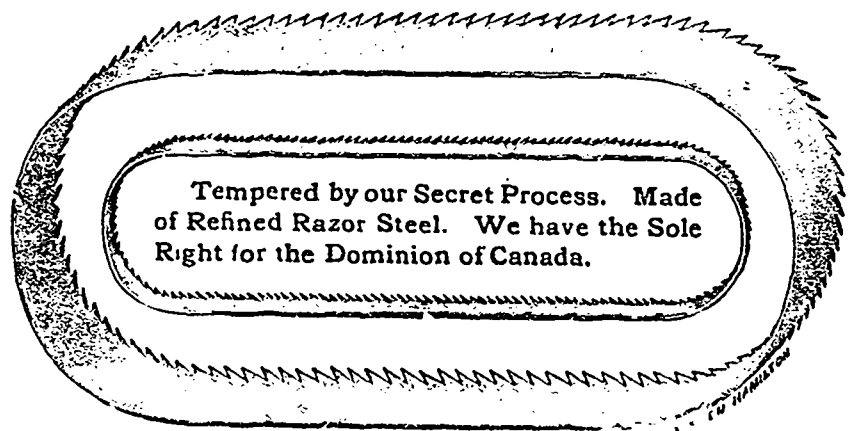 Tempered by our Secret Process. Made
of Refined Razor Steel. We have the Sole
Right for the Dominion of Canada.
HAMILTON